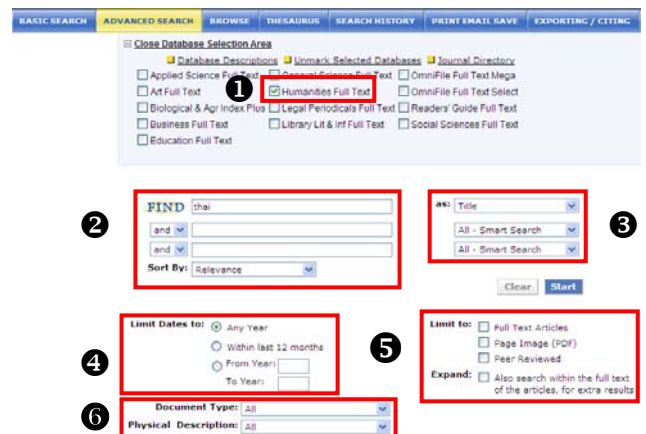 BASIC SEARCH ADVANCED SEARCH BROWSE THESAURUS SEARCH HISTORY PRINT EMAIL SAVE EXPORTING / CITING
Close Database Selection Area
Database Descriptions Unmark Selected Databases Journal Directory
Applied Science Full Text General Science Full Text OmniFile Full Text Mega
1
Art Full Text Humanities Full Text OmniFile Full Text Select
Biological & Agr Index Plus Legal Periodicals Full Text Readers' Guide Full Text
Business Full Text Library Lit & Inf Full Text Social Sciences Full Text
Education Full Text
2 FIND thai as: Title 3
and All - Smart Search
and All - Smart Search
Sort By: Relevance
Clear Start
4 Limit Dates to: Any Year 5 Limit to: Full Text Articles
Within last 12 months Page Image (PDF)
From Year: Peer Reviewed
To Year: Expand: Also search within the full text
of the articles, for extra results
6 Document Type: All
Physical Description: All